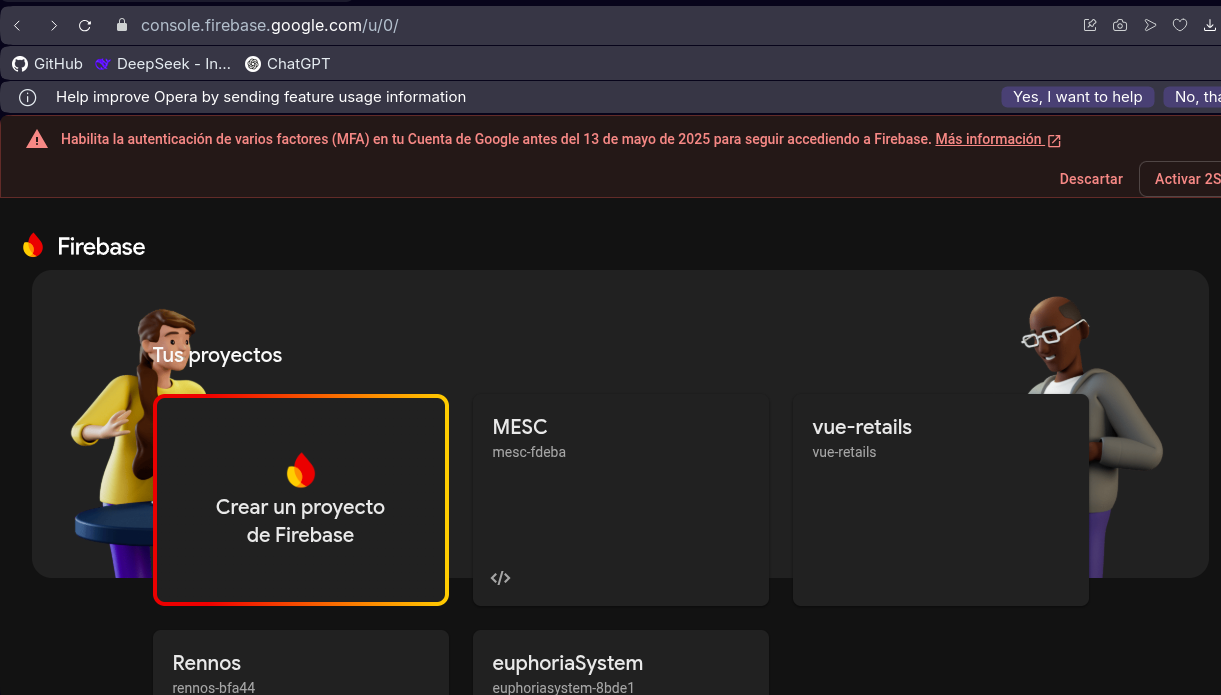 console.firebase.google.com/u/0/
GitHub DeepSeek - In... ChatGPT
Help improve Opera by sending feature usage information Yes, I want to help No, tha
Habilita la autenticación de varios factores (MFA) en tu Cuenta de Google antes del 13 de mayo de 2025 para seguir accediendo a Firebase. Más información
Descartar Activar 2S
Firebase
Tus proyectos
Crear un proyecto
de Firebase
MESC
mesc-fdeba
</>
vue-retails
vue-retails
Rennos
rennos-bfa44
euphoriaSystem
euphoriasystem-8bde1